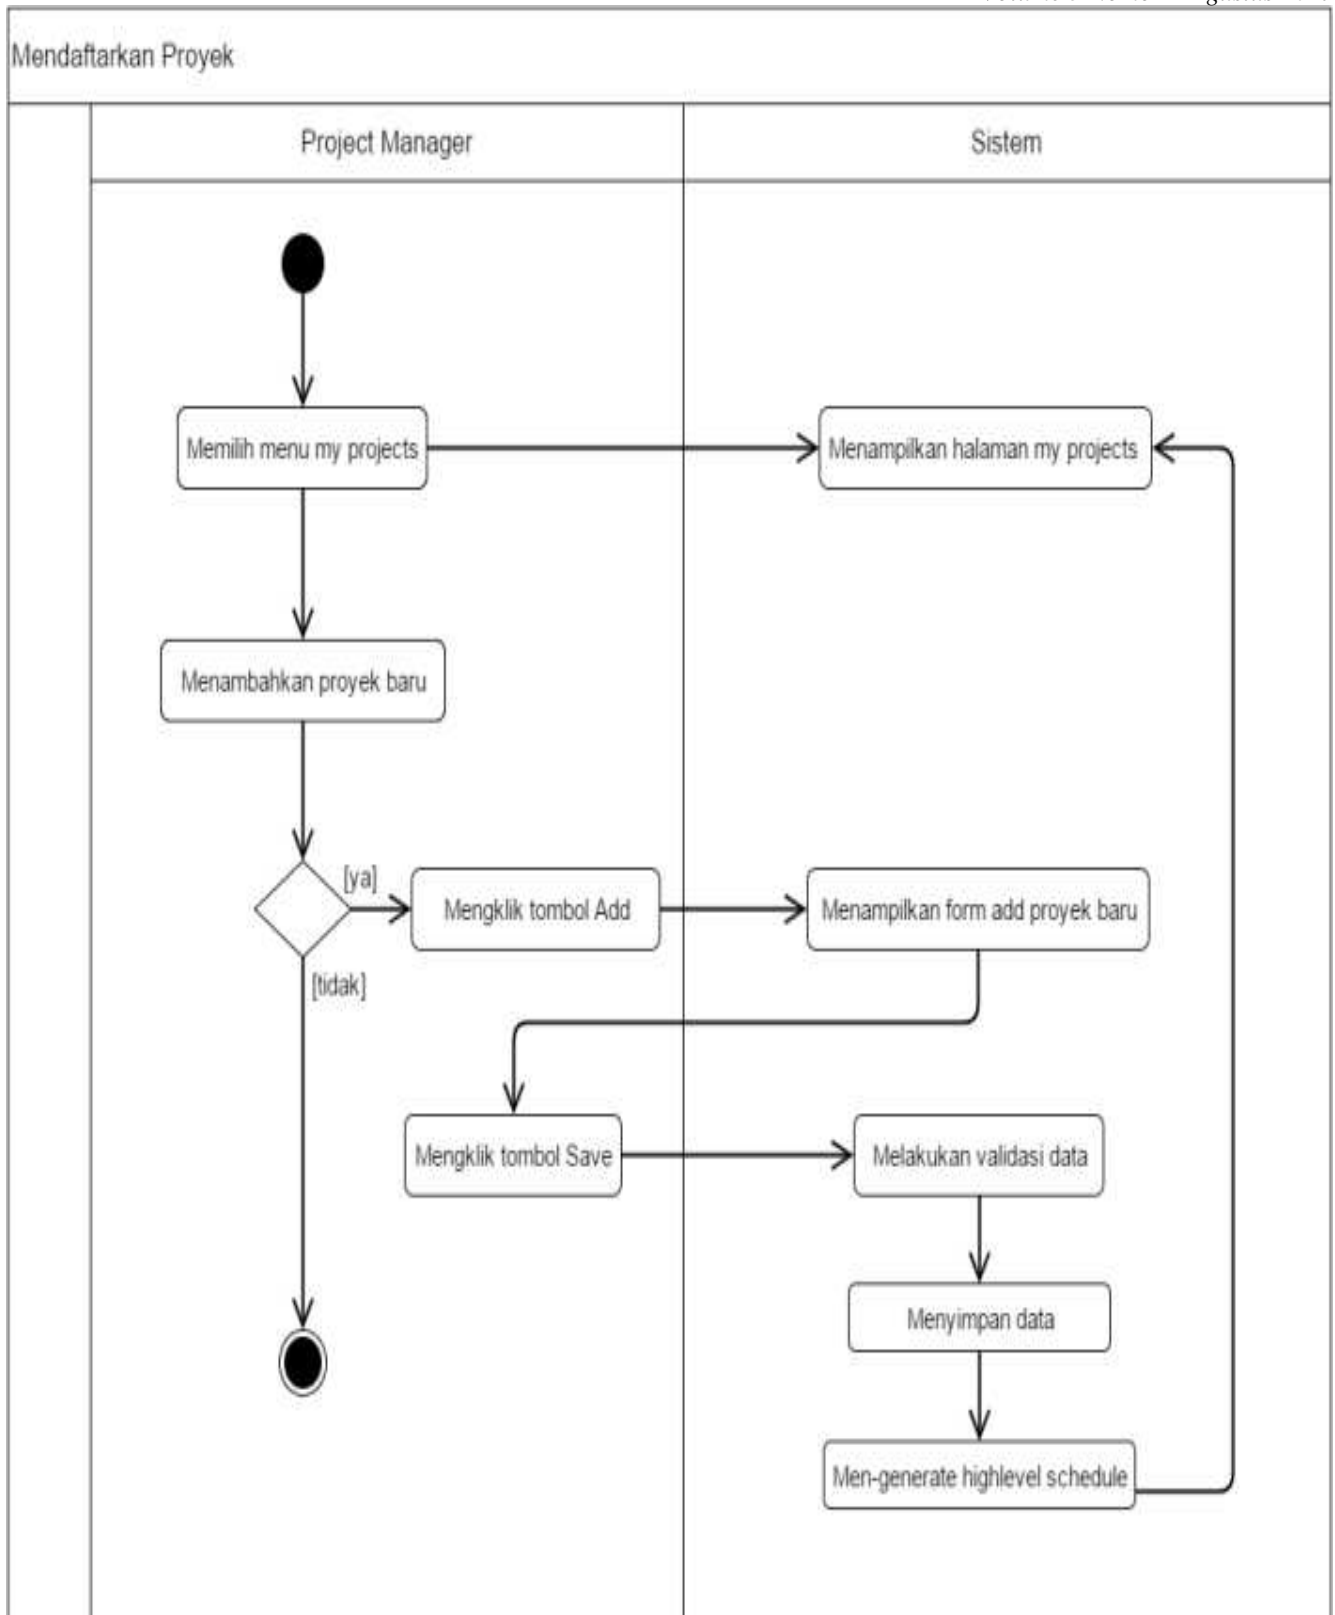 Mendaftarkan Proyek
Project Manager
Sistem
Memilih menu my projects
Menampilkan halaman my projects
Menambahkan proyek baru
[ya]
Mengklik tombol Add
Menampilkan form add proyek baru
[tidak]
Mengklik tombol Save
Melakukan validasi data
Menyimpan data
Men-generate highlevel schedule